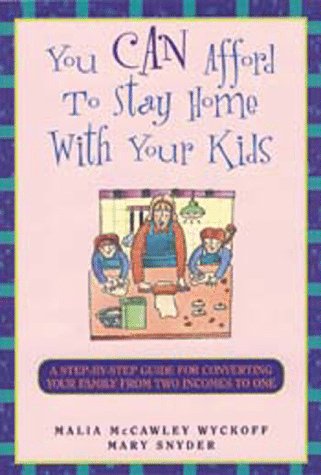 You CAN Afford
To Stay Home
With Your Kids
A STEP-BY-STEP GUIDE FOR CONVERTING
YOUR FAMILY FROM TWO INCOMES TO ONE
MALIA MCCAWLEY WYCKOFF
MARY SNYDER